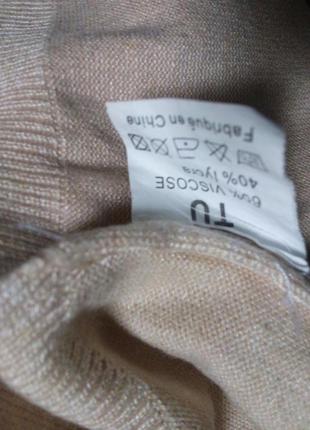 TU
60% VISCOSE
40% lycra
Fabriqué en Chine